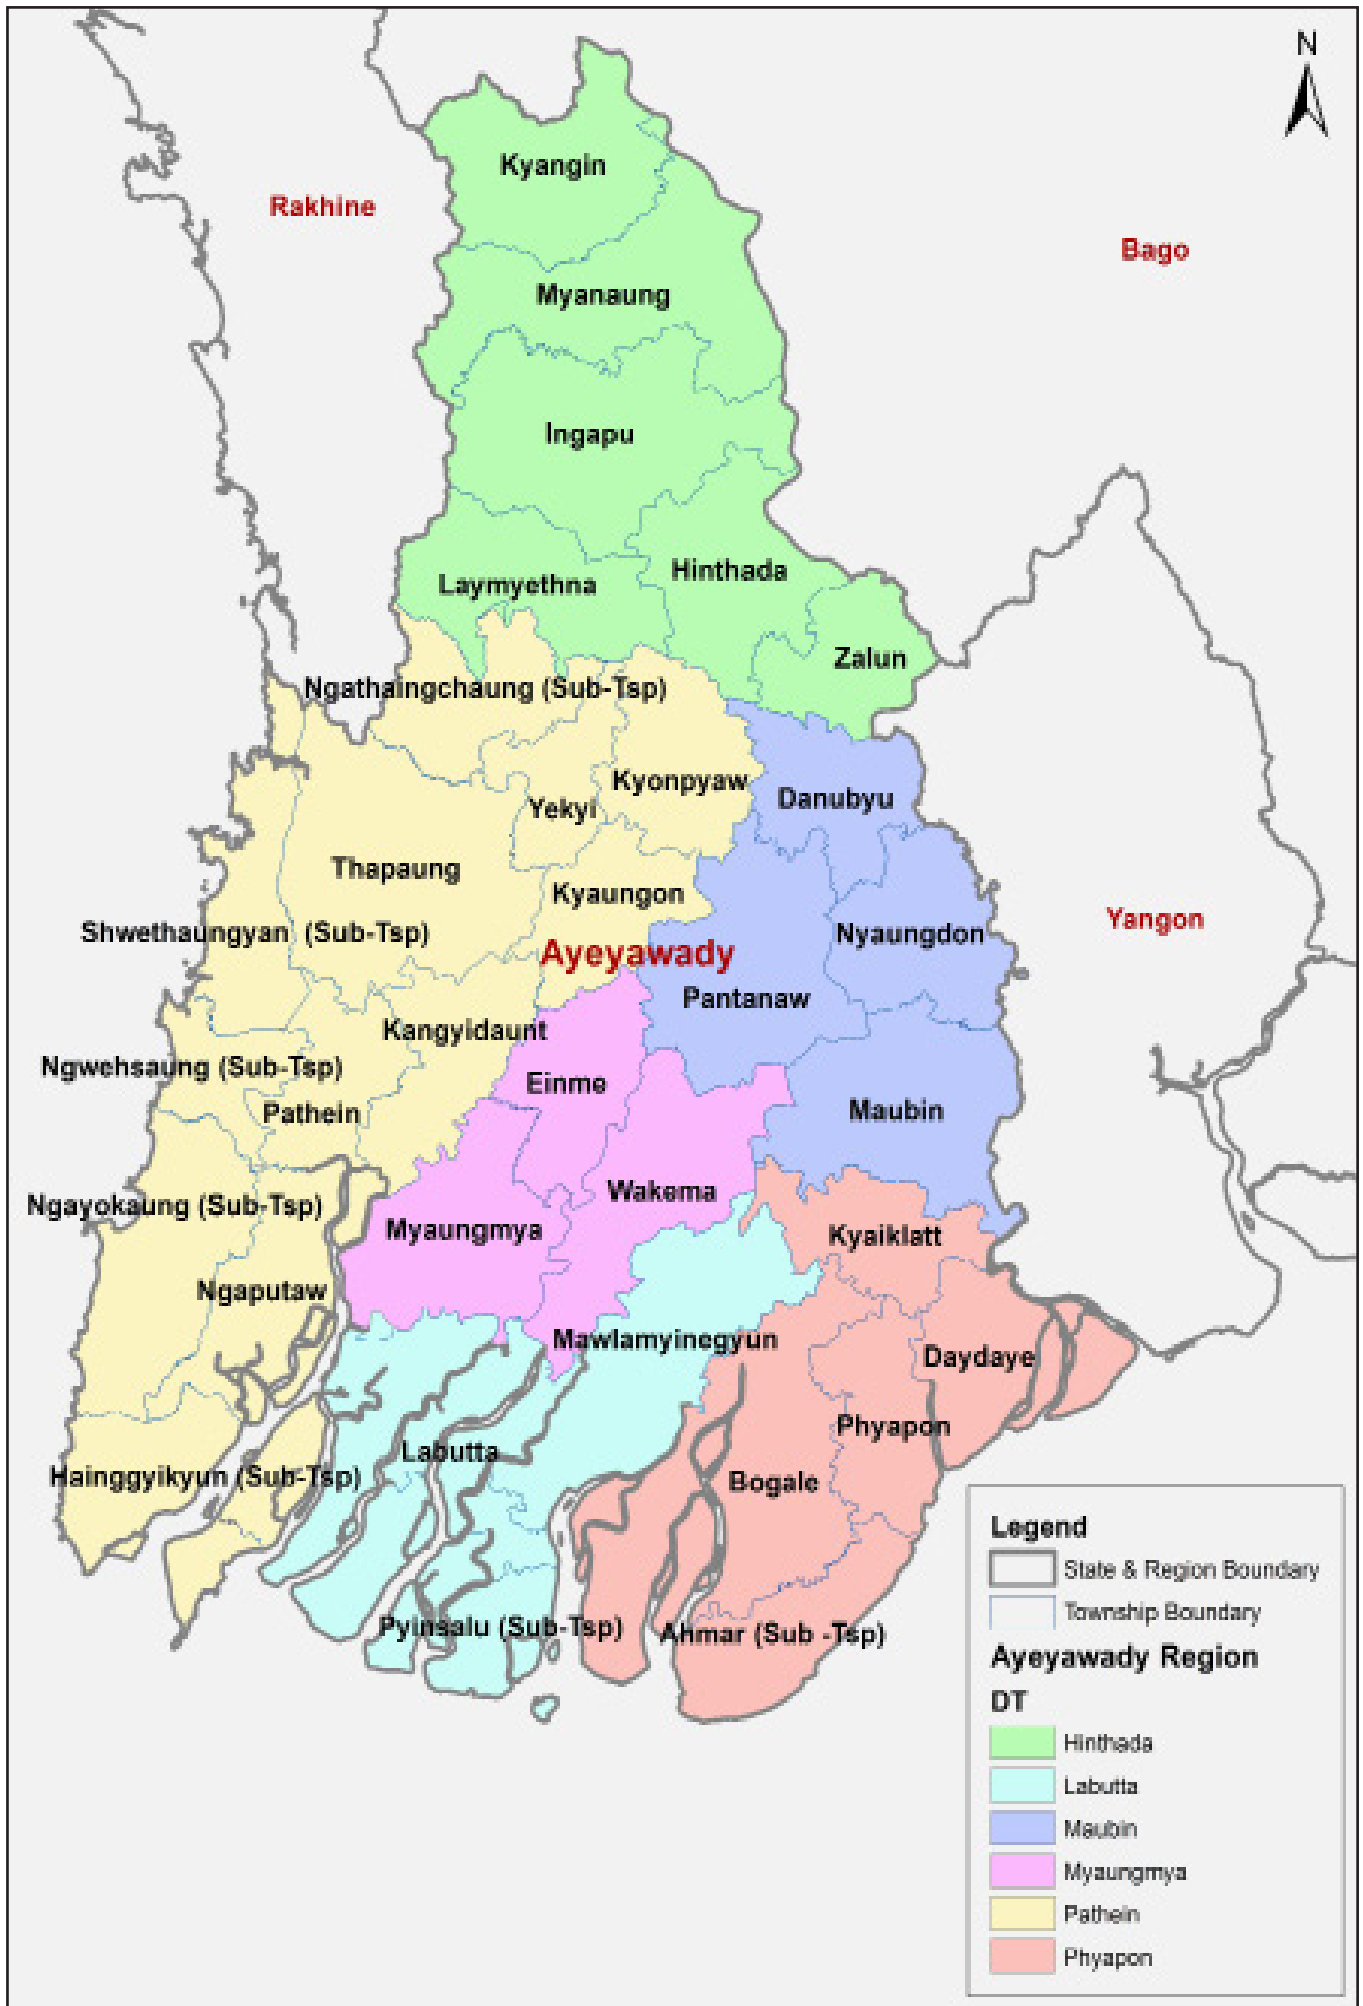 N
Kyangin
Rakhine
Bago
Myanaung
Ingapu
Hinthada
Laymyethna
Zalun
Ngathaingchaung (Sub-Tsp)
Kyonpyaw
Danubyu
Yekyi
Thapaung
Kyaungon
Yangon
Shwethaungyan (Sub-Tsp)
Nyaungdon
Ayeyawady
Pantanaw
Kangyidaunt
Ngwehsaung (Sub-Tsp)
Einme
Pathein
Maubin
Wakema
Ngayokaung (Sub-Tsp)
Myaungmya
Kyaiklatt
Ngaputaw
Mawlamyinegyun
Daydaye
Phyapon
Labutta
Hainggyikyun (Sub-Tsp)
Bogale
Pyinsalu (Sub-Tsp)
Ahmar (Sub -Tsp)
Legend
State & Region Boundary
Township Boundary
Ayeyawady Region
DT
Hinthada
Labutta
Maubin
Myaungmya
Pathein
Phyapon